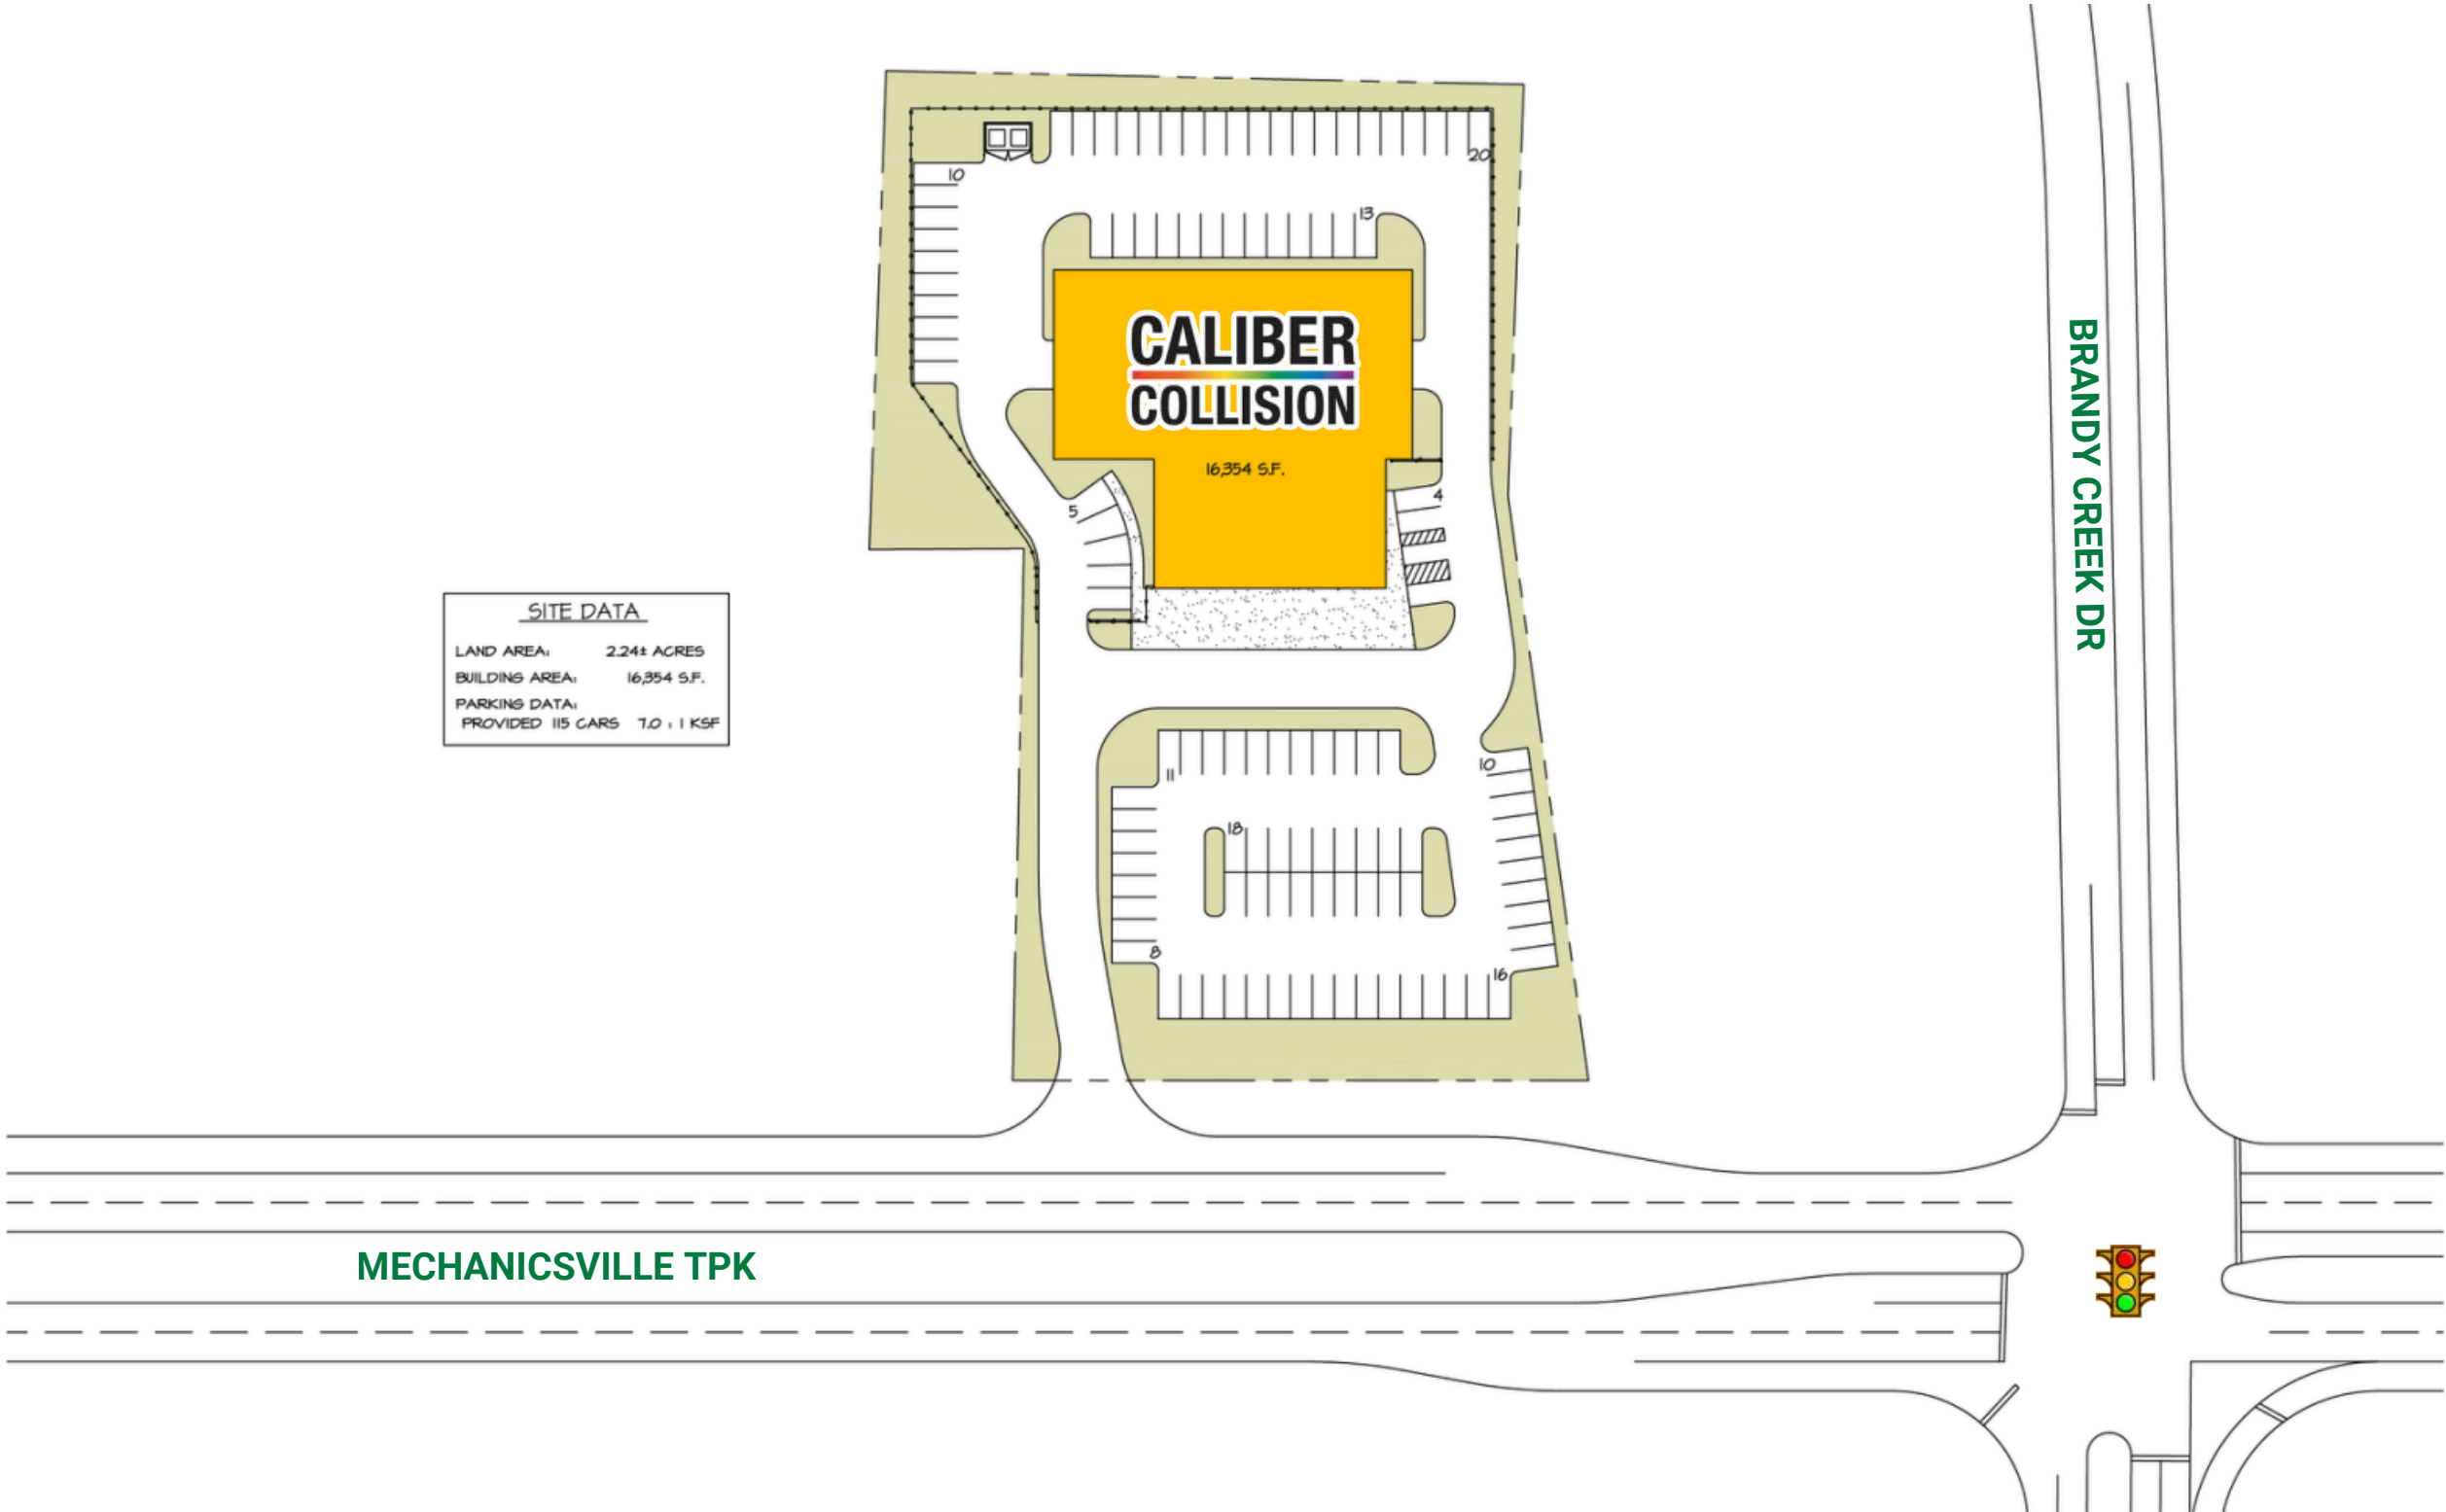 20
10
13
CALIBER
COLLISION
16,354 S.F.
4
5
BRANDY CREEK DR
SITE DATA
LAND AREA: 2.24± ACRES
BUILDING AREA: 16,354 S.F.
PARKING DATA:
PROVIDED 115 CARS 7.0 : 1 KSF
10
11
18
8
16
MECHANICSVILLE TPK